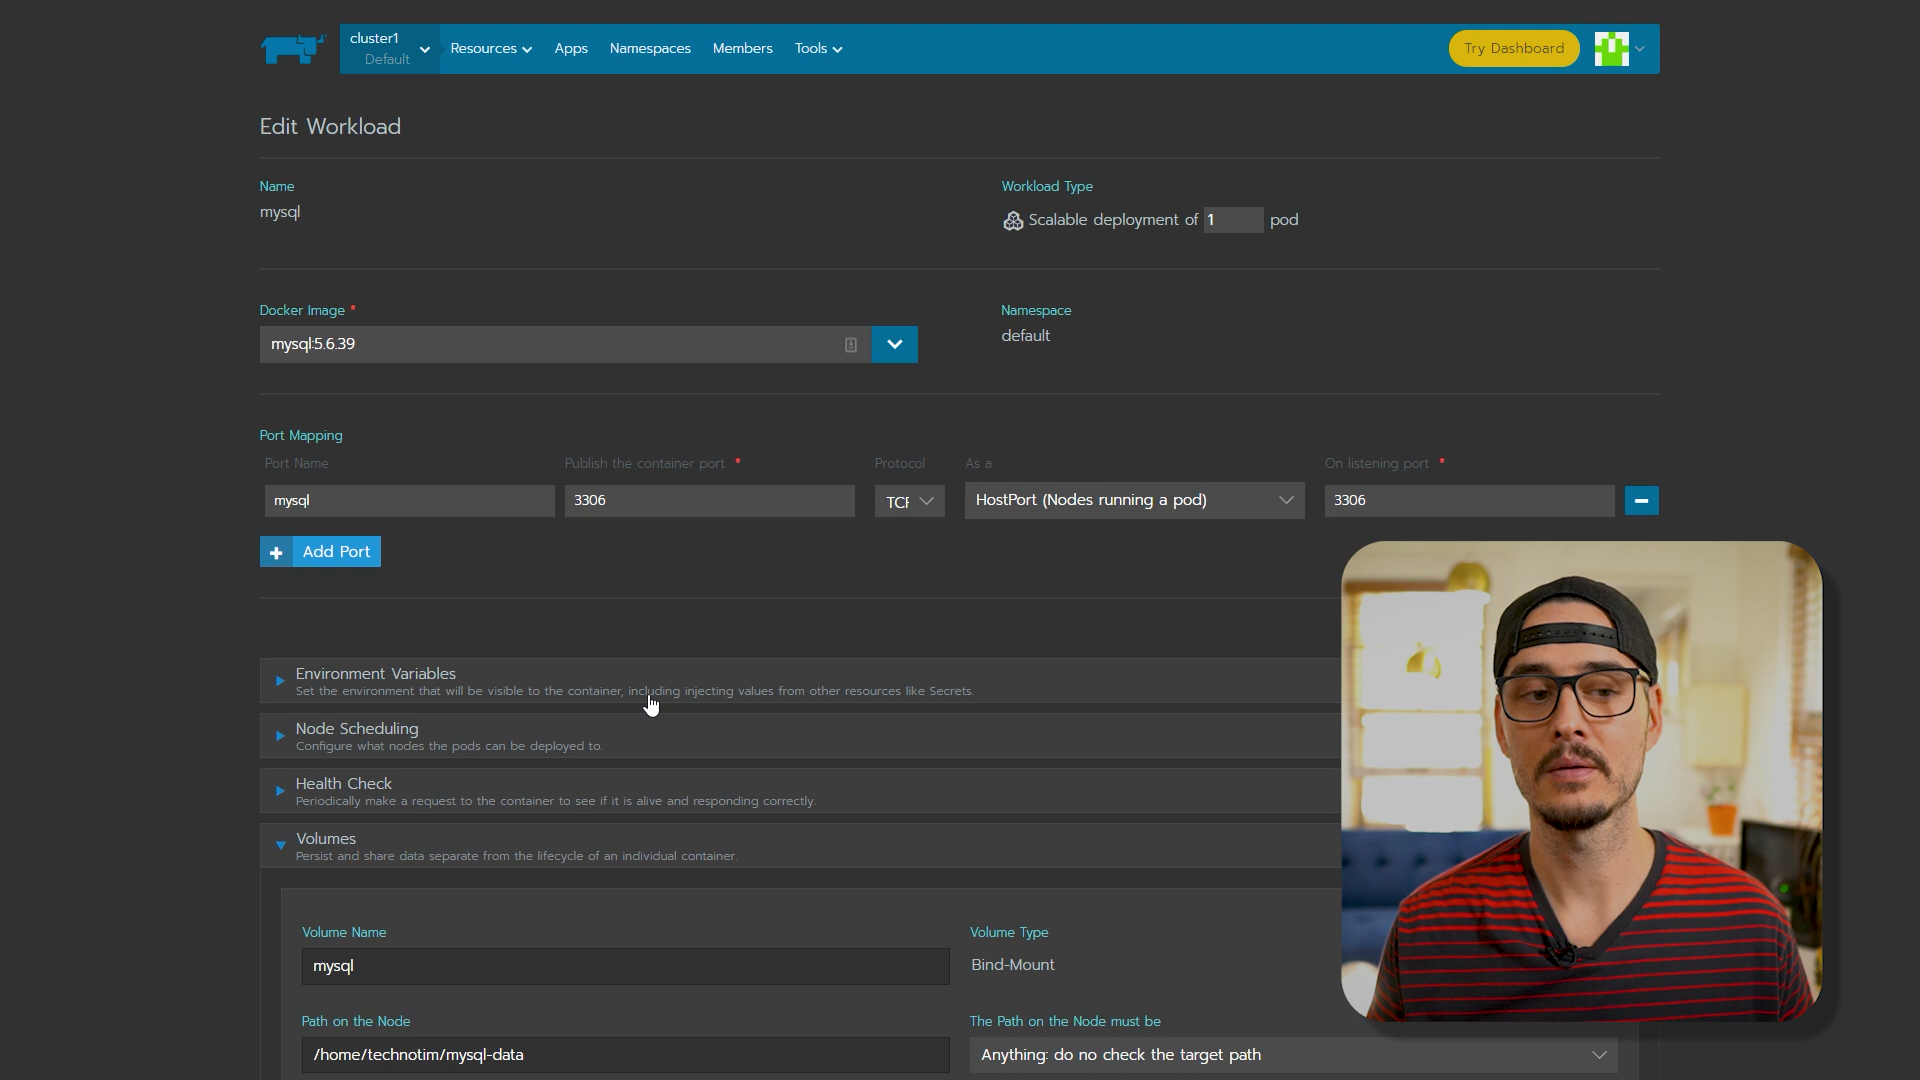 cluster1
Default
Resources
Apps
Namespaces
Members
Tools
Try Dashboard
Edit Workload
Name
mysql
Workload Type
Scalable deployment of 1 pod
Docker Image *
mysql:5.6.39
Namespace
default
Port Mapping
Port Name
Publish the container port *
Protocol
As a
On listening port *
mysql
3306
TCP
HostPort (Nodes running a pod)
3306
Add Port
Environment Variables
Set the environment that will be visible to the container, including injecting values from other resources like Secrets.
Node Scheduling
Configure what nodes the pods can be deployed to.
Health Check
Periodically make a request to the container to see if it is alive and responding correctly.
Volumes
Persist and share data separate from the lifecycle of an individual container.
Volume Name
Volume Type
mysql
Bind-Mount
Path on the Node
The Path on the Node must be
/home/technotim/mysql-data
Anything: do no check the target path